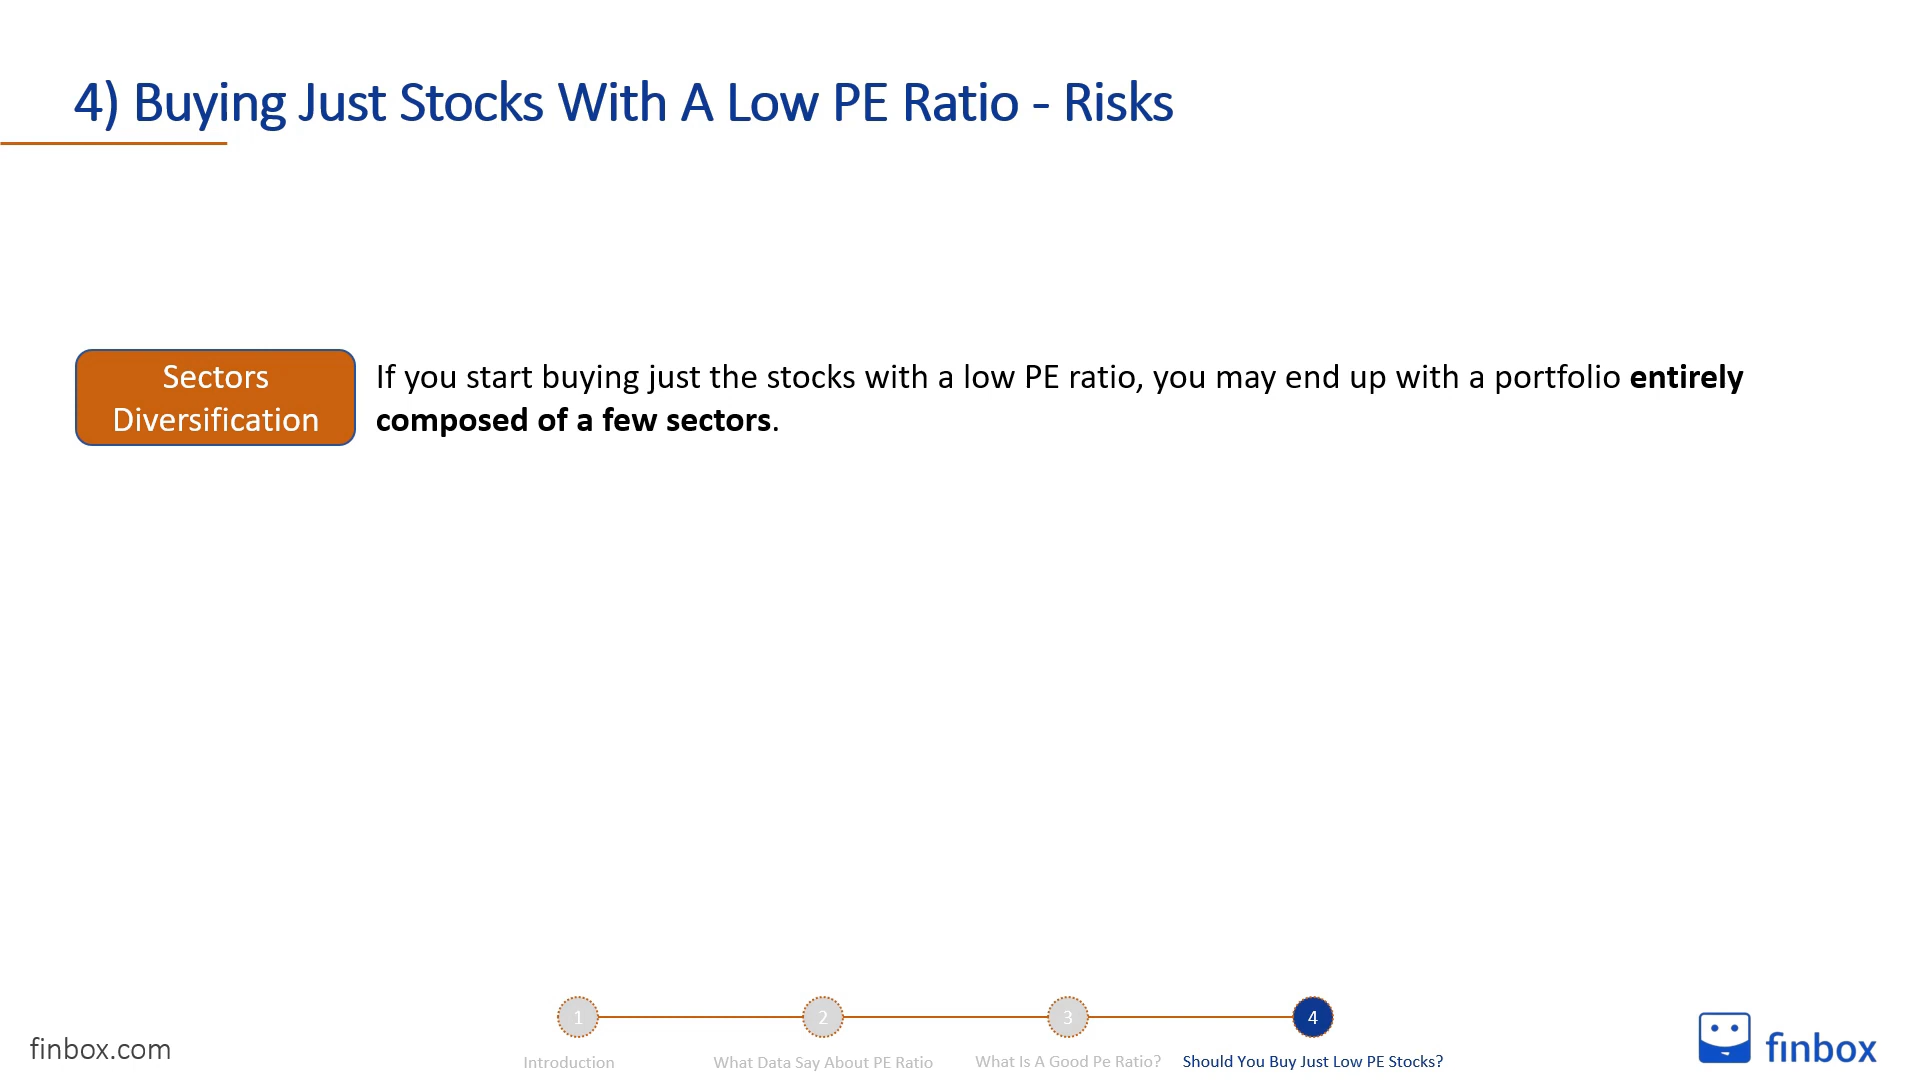 4) Buying Just Stocks With A Low PE Ratio - Risks
Sectors
Diversification
If you start buying just the stocks with a low PE ratio, you may end up with a portfolio entirely
composed of a few sectors.
1
2
3
4
Introduction
What Data Say About PE Ratio
What Is A Good Pe Ratio?
Should You Buy Just Low PE Stocks?
finbox.com
finbox